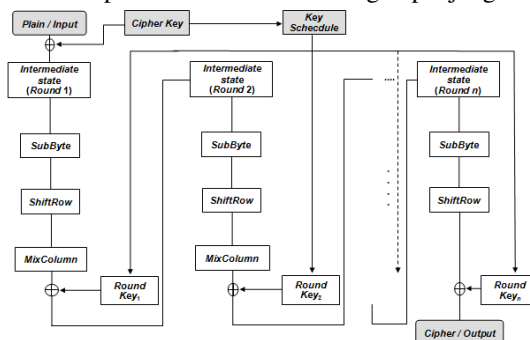 Plain / Input
Cipher Key
Key
Schecdule
Intermediate
state
(Round 1)
Intermediate
state
(Round 2)
....
Intermediate
state
(Round n)
SubByte
SubByte
SubByte
ShiftRow
ShiftRow
ShiftRow
MixColumn
MixColumn
Round
Key1
Round
Key2
Round
Keyn
Cipher / Output